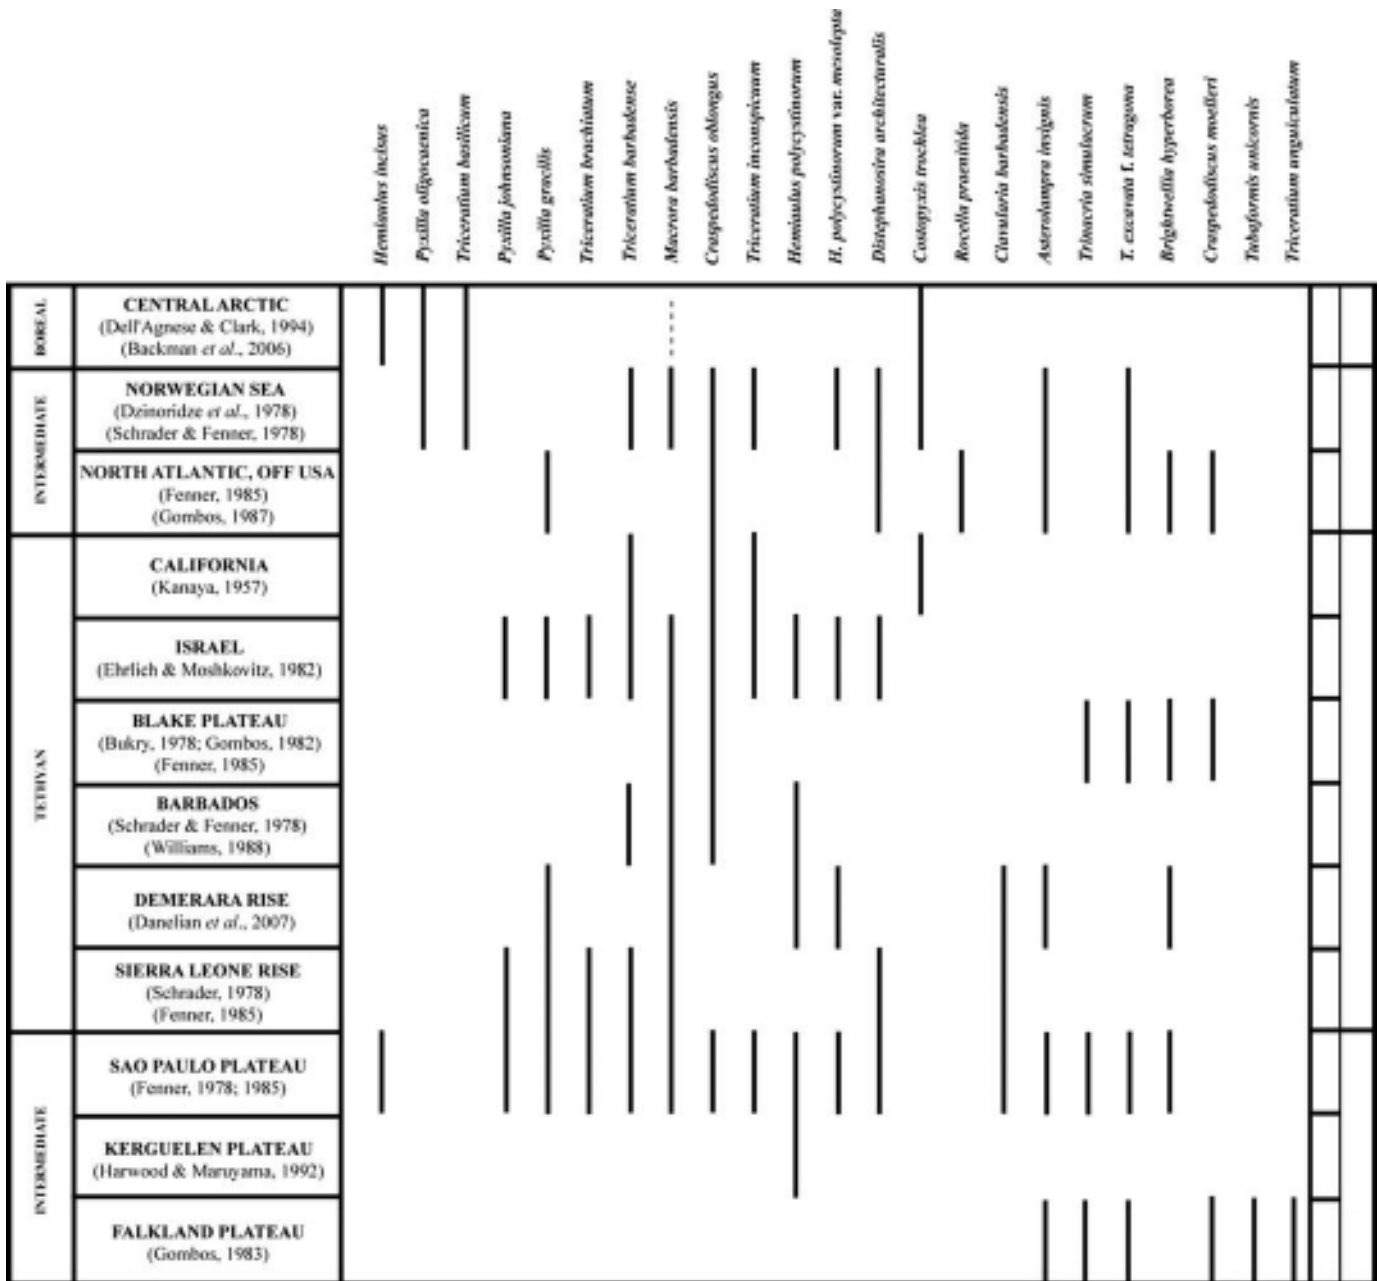 Hemiaulus incisus
Pyxilla oligocaenica
Triceratium basilicum
Pyxilla johnsoniana
Pyxilla gracilis
Triceratium brachiatum
Triceratium barbadense
Macrora barbadensis
Craspedodiscus oblongus
Triceratium inconspicuum
Hemiaulus polycystinorum
H. polycystinorum var. mesolepta
Distephanosira architecturalis
Costopyxis trochlea
Rocella praenitida
Clavularia barbadensis
Asterolampra insignis
Trinacria simulacrum
T. excavata f. tetragona
Brightwellia hyperborea
Craspedodiscus moelleri
Tubaformis unicornis
Triceratium unguiculatum
BOREAL
CENTRAL ARCTIC
(Dell'Agnese & Clark, 1994)
(Backman et al., 2006)
INTERMEDIATE
NORWEGIAN SEA
(Dzinoridze et al., 1978)
(Schrader & Fenner, 1978)
NORTH ATLANTIC, OFF USA
(Fenner, 1985)
(Gombos, 1987)
TETHYAN
CALIFORNIA
(Kanaya, 1957)
ISRAEL
(Ehrlich & Moshkovitz, 1982)
BLAKE PLATEAU
(Bukry, 1978; Gombos, 1982)
(Fenner, 1985)
BARBADOS
(Schrader & Fenner, 1978)
(Williams, 1988)
DEMERARA RISE
(Danelian et al., 2007)
SIERRA LEONE RISE
(Schrader, 1978)
(Fenner, 1985)
INTERMEDIATE
SAO PAULO PLATEAU
(Fenner, 1978; 1985)
KERGUELEN PLATEAU
(Harwood & Maruyama, 1992)
FALKLAND PLATEAU
(Gombos, 1983)